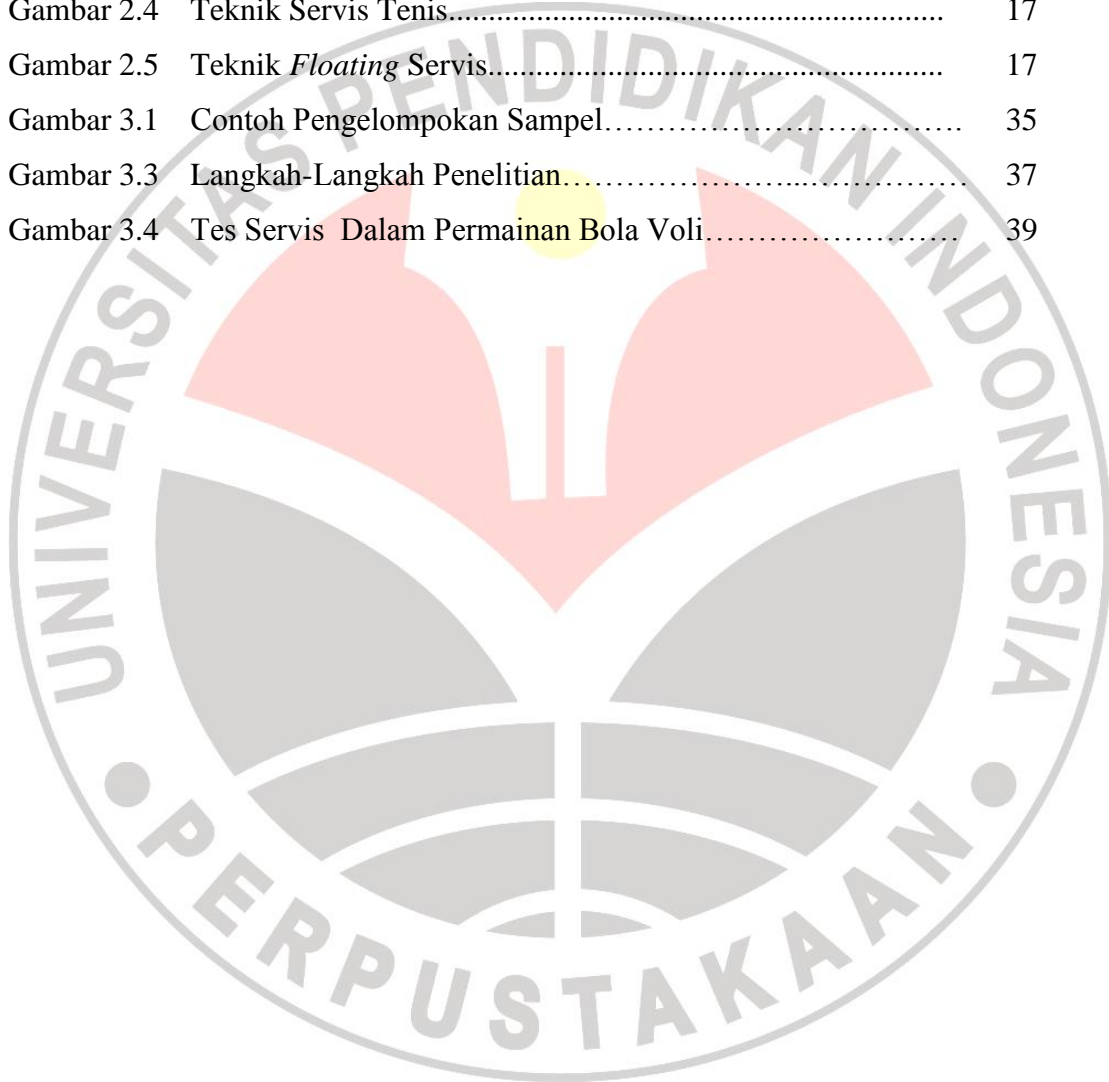 Gambar 2.4 Teknik Servis Tenis.............................................................. 17
Gambar 2.5 Teknik Floating Servis.......................................................... 17
Gambar 3.1 Contoh Pengelompokan Sampel……………………………. 35
Gambar 3.3 Langkah-Langkah Penelitian…………………..…………… 37
Gambar 3.4 Tes Servis Dalam Permainan Bola Voli…………………… 39
UNIVERSITAS PENDIDIKAN INDONESIA
PERPUSTAKAAN